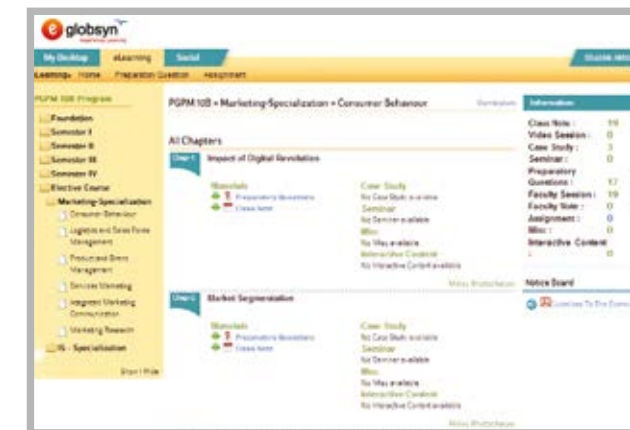 globsyn
My Desktop eLearning Social
Learning Home Preparation Question Assignment
PGPM 10B Program
Foundation
Semester I
Semester II
Semester III
Semester IV
Elective Course
Marketing-Specialization
Consumer Behaviour
Logistics and Sales Force
Management
Product and Brand
Management
Services Marketing
Integrated Marketing
Communication
Marketing Research
IS - Specialization
Show | Hide
PGPM 10B » Marketing-Specialization » Consumer Behaviour
All Chapters
Impact of Digital Revolution
Materials
Preparatory Questions
Class Note
Case Study
No Case Study available
Seminar
No Seminar available
Misc
No Misc available
Interactive Content
No Interactive Content available
Market Segmentation
Materials
Preparatory Questions
Class Note
Case Study
No Case Study available
Seminar
No Seminar available
Misc
No Misc available
Interactive Content
No Interactive Content available
Information
Class Note : 19
Video Session : 0
Case Study : 3
Seminar : 0
Preparatory
Questions : 17
Faculty Session : 19
Faculty Note : 0
Assignment : 0
Misc : 0
Interactive Content
: 0
Notice Board